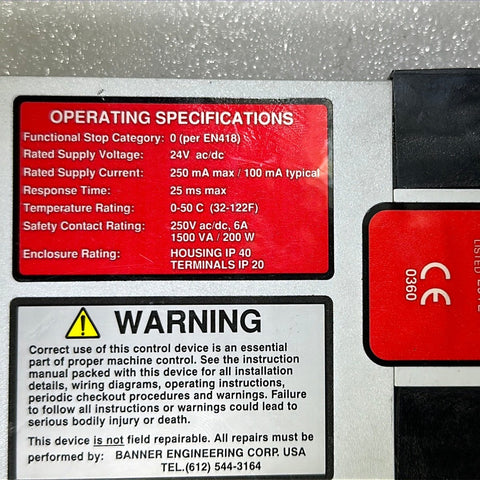 OPERATING SPECIFICATIONS
Functional Stop Category: 0 (per EN418)
Rated Supply Voltage: 24V ac/dc
Rated Supply Current: 250 mA max / 100 mA typical
Response Time: 25 ms max
Temperature Rating: 0-50 C (32-122F)
Safety Contact Rating: 250V ac/dc, 6A
1500 VA / 200 W
Enclosure Rating: HOUSING IP 40
TERMINALS IP 20
WARNING
Correct use of this control device is an essential
part of proper machine control. See the instruction
manual packed with this device for all installation
details, wiring diagrams, operating instructions,
periodic checkout procedures and warnings. Failure
to follow all instructions or warnings could lead to
serious bodily injury or death.
This device is not field repairable. All repairs must be
performed by: BANNER ENGINEERING CORP. USA
TEL.(612) 544-3164
CE
0360
LISTED